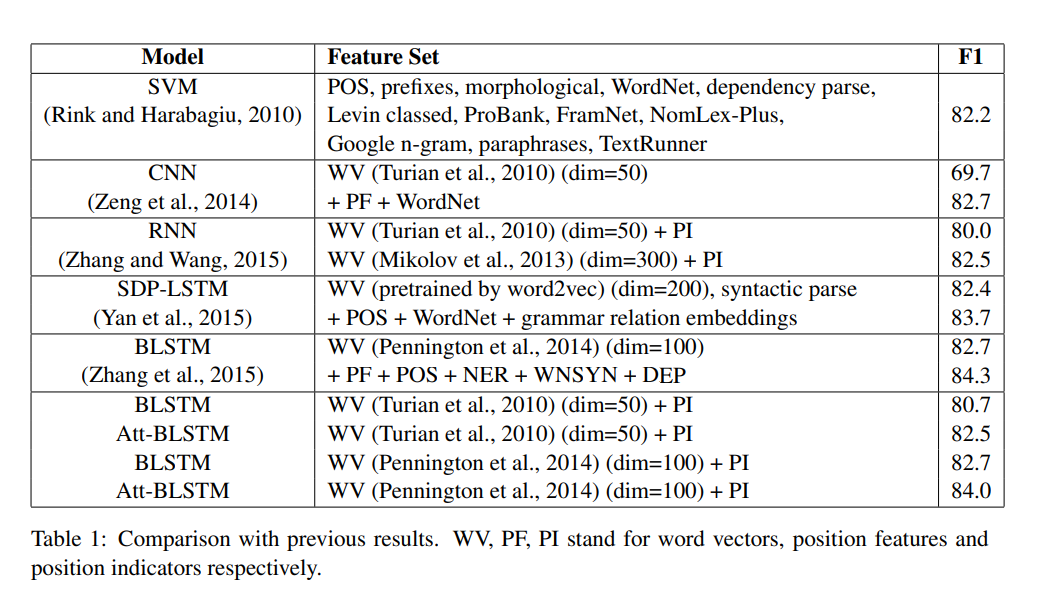 Model Feature Set F1
SVM POS, prefixes, morphological, WordNet, dependency parse,
(Rink and Harabagiu, 2010) Levin classed, ProBank, FramNet, NomLex-Plus, 82.2
Google n-gram, paraphrases, TextRunner
CNN WV (Turian et al., 2010) (dim=50) 69.7
(Zeng et al., 2014) + PF + WordNet 82.7
RNN WV (Turian et al., 2010) (dim=50) + PI 80.0
(Zhang and Wang, 2015) WV (Mikolov et al., 2013) (dim=300) + PI 82.5
SDP-LSTM WV (pretrained by word2vec) (dim=200), syntactic parse 82.4
(Yan et al., 2015) + POS + WordNet + grammar relation embeddings 83.7
BLSTM WV (Pennington et al., 2014) (dim=100) 82.7
(Zhang et al., 2015) + PF + POS + NER + WNSYN + DEP 84.3
BLSTM WV (Turian et al., 2010) (dim=50) + PI 80.7
Att-BLSTM WV (Turian et al., 2010) (dim=50) + PI 82.5
BLSTM WV (Pennington et al., 2014) (dim=100) + PI 82.7
Att-BLSTM WV (Pennington et al., 2014) (dim=100) + PI 84.0
Table 1: Comparison with previous results. WV, PF, PI stand for word vectors, position features and
position indicators respectively.